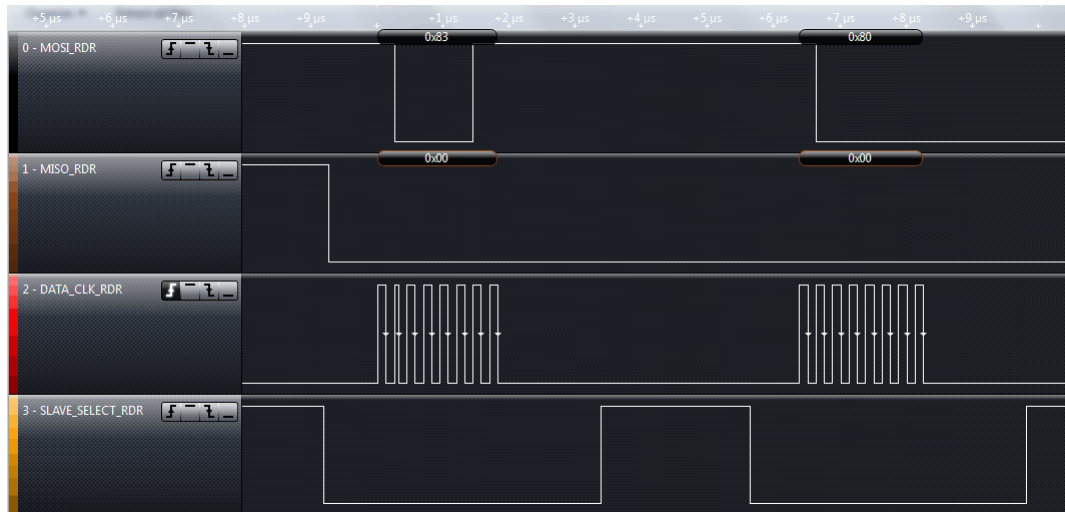 +5 µs +6 µs +7 µs +8 µs +9 µs +1 µs +2 µs +3 µs +4 µs +5 µs +6 µs +7 µs +8 µs +9 µs
0x83 0x80
0 - MOSI_RDR
0x00 0x00
1 - MISO_RDR
2 - DATA_CLK_RDR
3 - SLAVE_SELECT_RDR